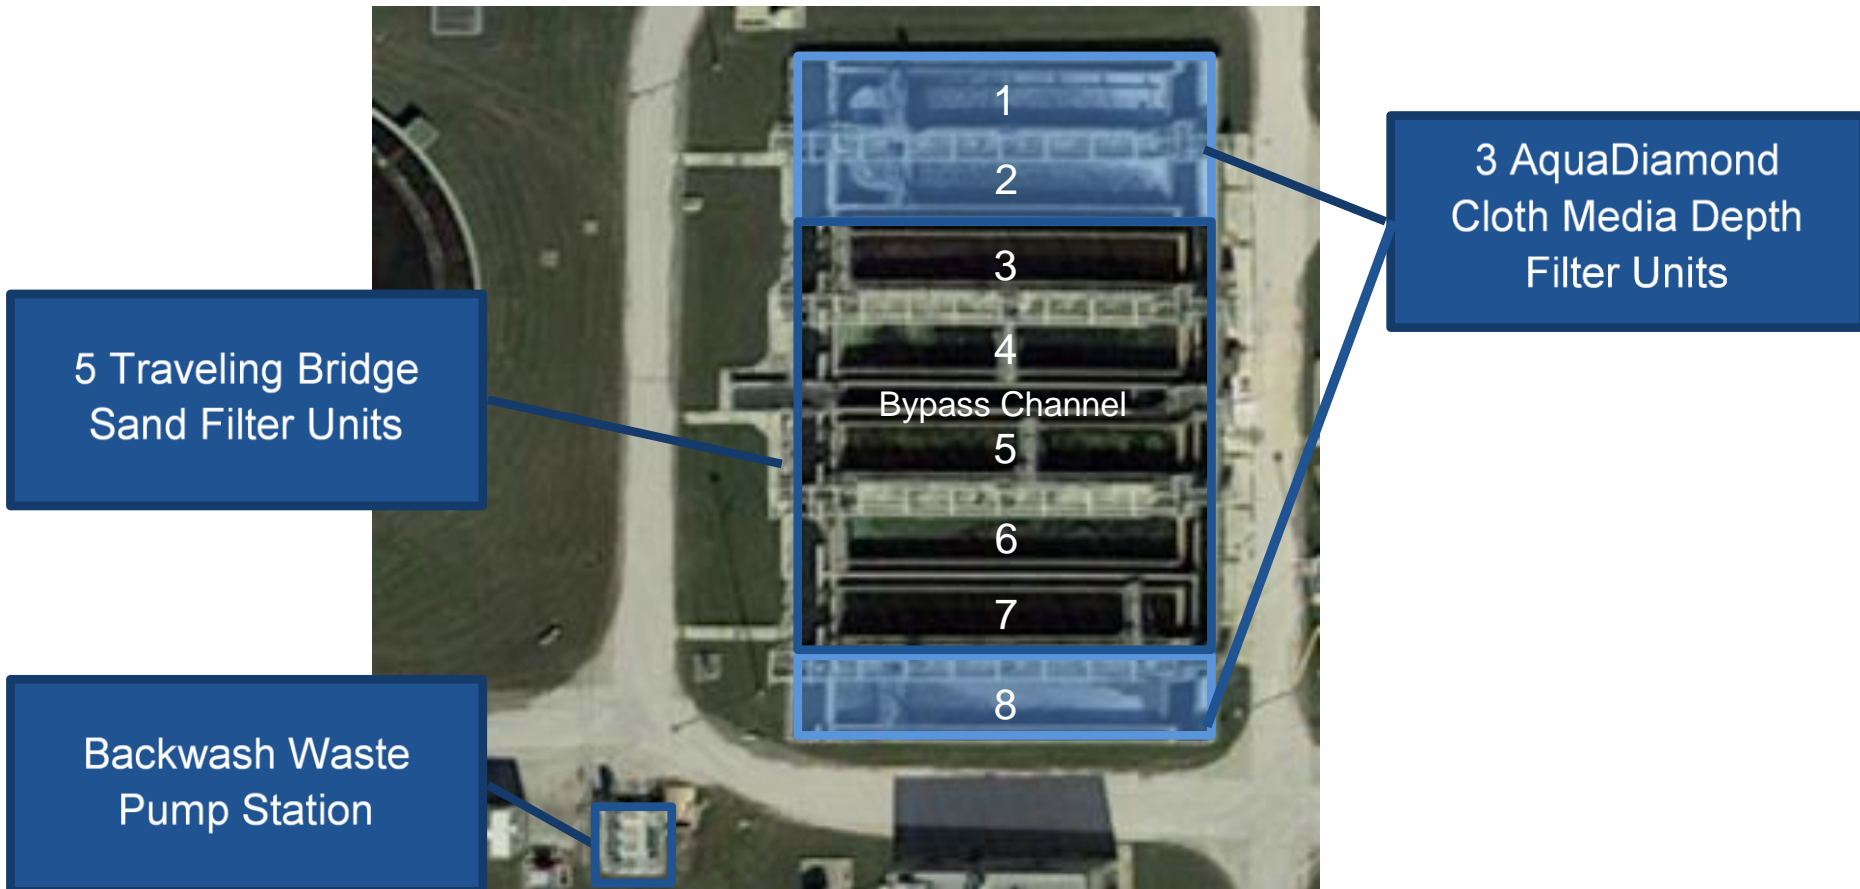 1
2
3
4
Bypass Channel
5
6
7
8
3 AquaDiamond
Cloth Media Depth
Filter Units
5 Traveling Bridge
Sand Filter Units
Backwash Waste
Pump Station